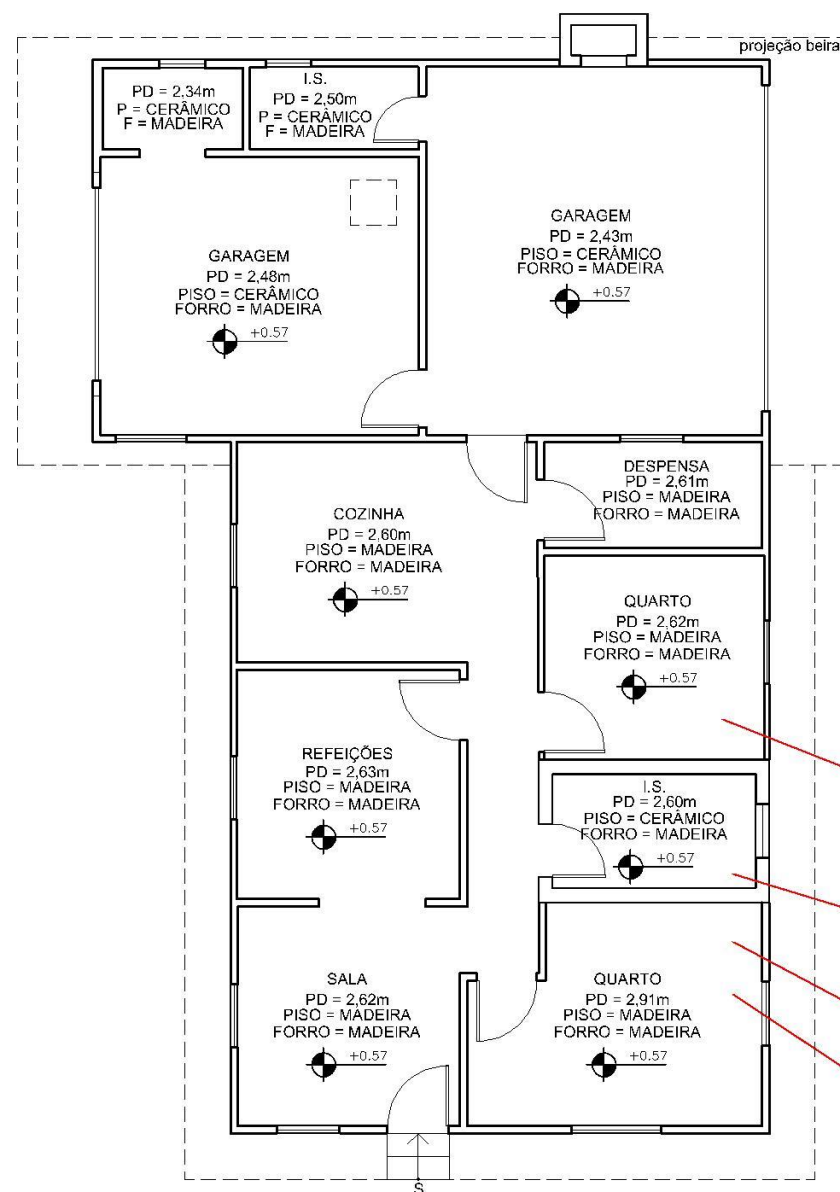 projeção beira
PD = 2,34m
P = CERÂMICO
F = MADEIRA
I.S.
PD = 2,50m
P = CERÂMICO
F = MADEIRA
GARAGEM
PD = 2,43m
PISO = CERÂMICO
FORRO = MADEIRA
+0.57
GARAGEM
PD = 2,48m
PISO = CERÂMICO
FORRO = MADEIRA
+0.57
DESPENSA
PD = 2,61m
PISO = MADEIRA
FORRO = MADEIRA
COZINHA
PD = 2,60m
PISO = MADEIRA
FORRO = MADEIRA
+0.57
QUARTO
PD = 2,62m
PISO = MADEIRA
FORRO = MADEIRA
+0.57
REFEIÇÕES
PD = 2,63m
PISO = MADEIRA
FORRO = MADEIRA
+0.57
I.S.
PD = 2,60m
PISO = CERÂMICO
FORRO = MADEIRA
+0.57
SALA
PD = 2,62m
PISO = MADEIRA
FORRO = MADEIRA
+0.57
QUARTO
PD = 2,91m
PISO = MADEIRA
FORRO = MADEIRA
+0.57
S